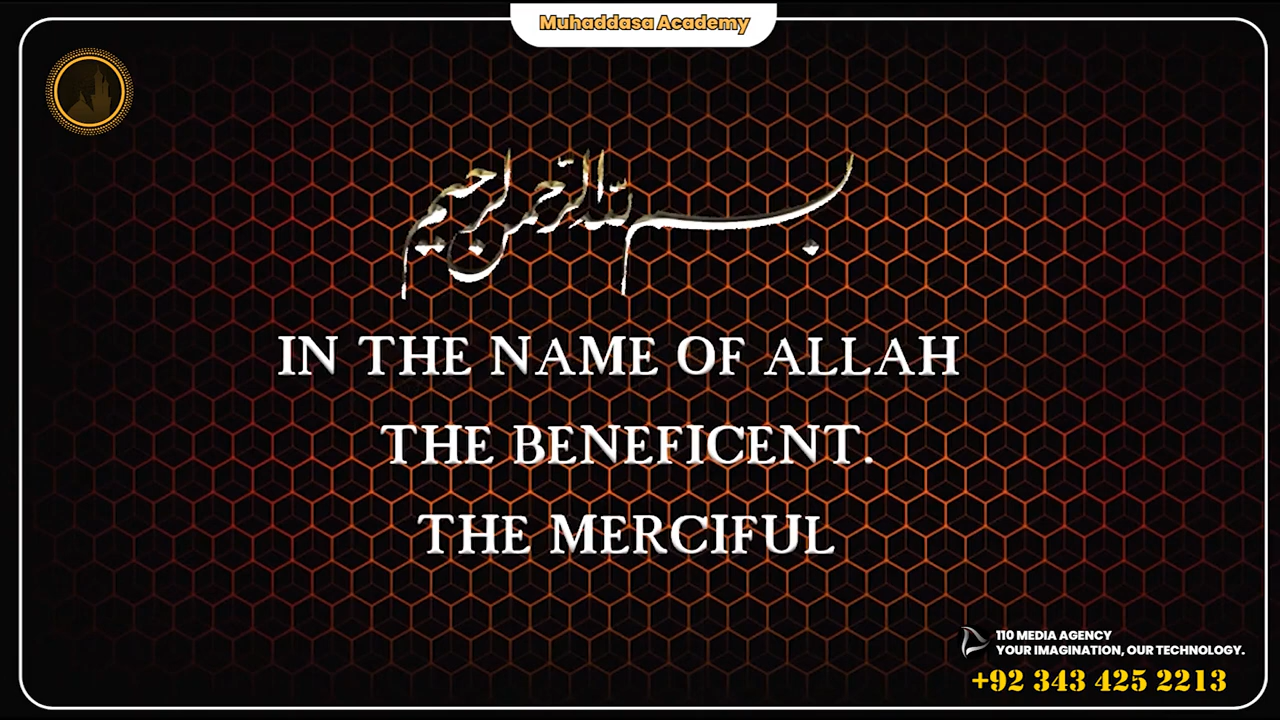 Muhaddasa Academy
بسم الله الرحمن الرحیم
IN THE NAME OF ALLAH
THE BENEFICENT.
THE MERCIFUL
110 MEDIA AGENCY
YOUR IMAGINATION, OUR TECHNOLOGY.
+92 343 425 2213